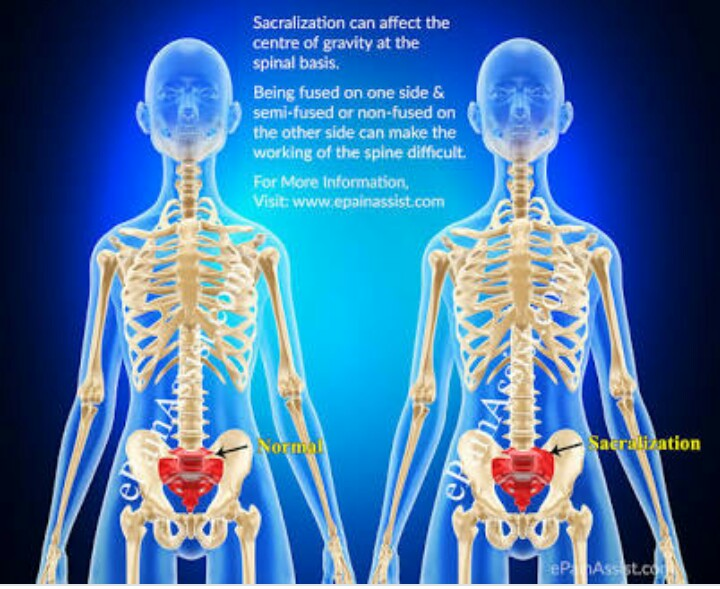 Sacralization can affect the
centre of gravity at the
spinal basis.
Being fused on one side &
semi-fused or non-fused on
the other side can make the
working of the spine difficult.
For More Information,
Visit: www.epainassist.com
Normal
Sacralization
ePainAssist.com
ePainAssist.com
ePainAssist.com